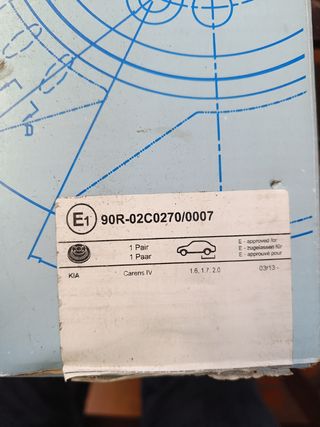 E1 90R-02C0270/0007
1 Pair
1 Paar
E - approved for
E - zugelassen für
E - approuvé pour
KIA Carens IV 1.6, 1.7, 2.0 03/13 -